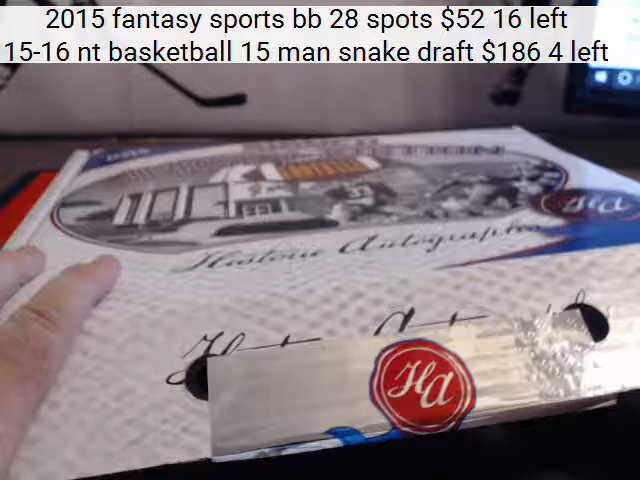 2015 fantasy sports bb 28 spots $52 16 left
15-16 nt basketball 15 man snake draft $186 4 left
HA
Historic Autographs
HA